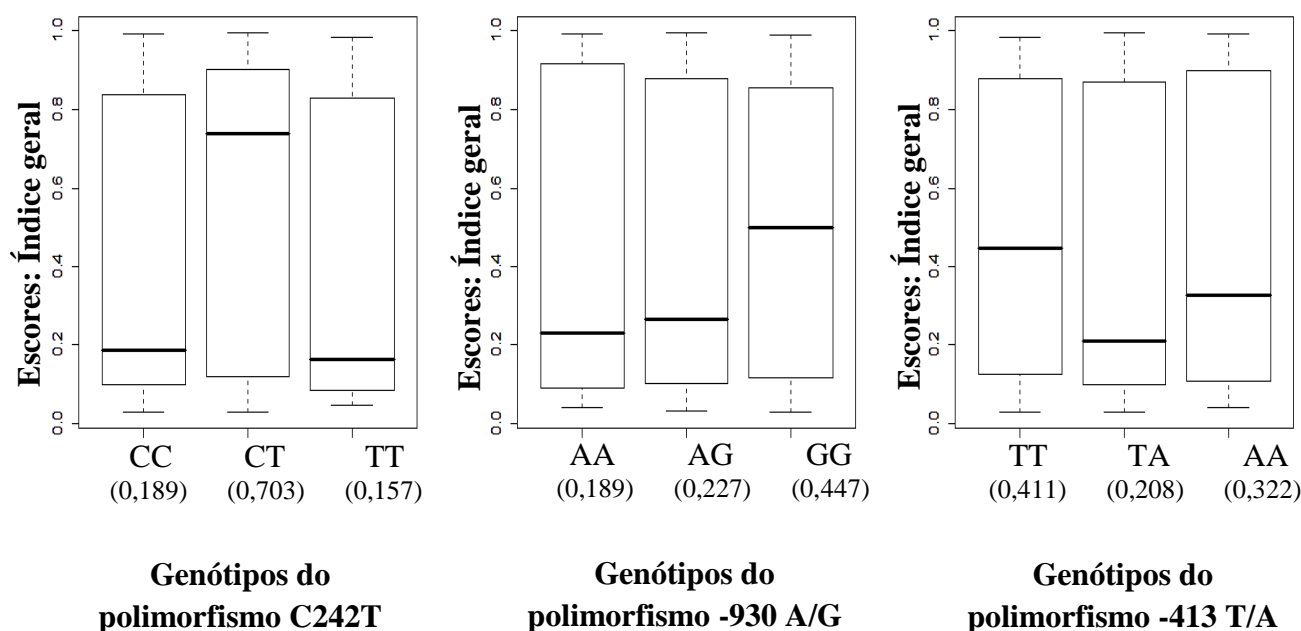 Escores: Índice geral
1.0
0.8
0.6
0.4
0.2
0.0
CC CT TT
(0,189) (0,703) (0,157)
Genótipos do
polimorfismo C242T
Escores: Índice geral
1.0
0.8
0.6
0.4
0.2
0.0
AA AG GG
(0,189) (0,227) (0,447)
Genótipos do
polimorfismo -930 A/G
Escores: Índice geral
1.0
0.8
0.6
0.4
0.2
0.0
TT TA AA
(0,411) (0,208) (0,322)
Genótipos do
polimorfismo -413 T/A